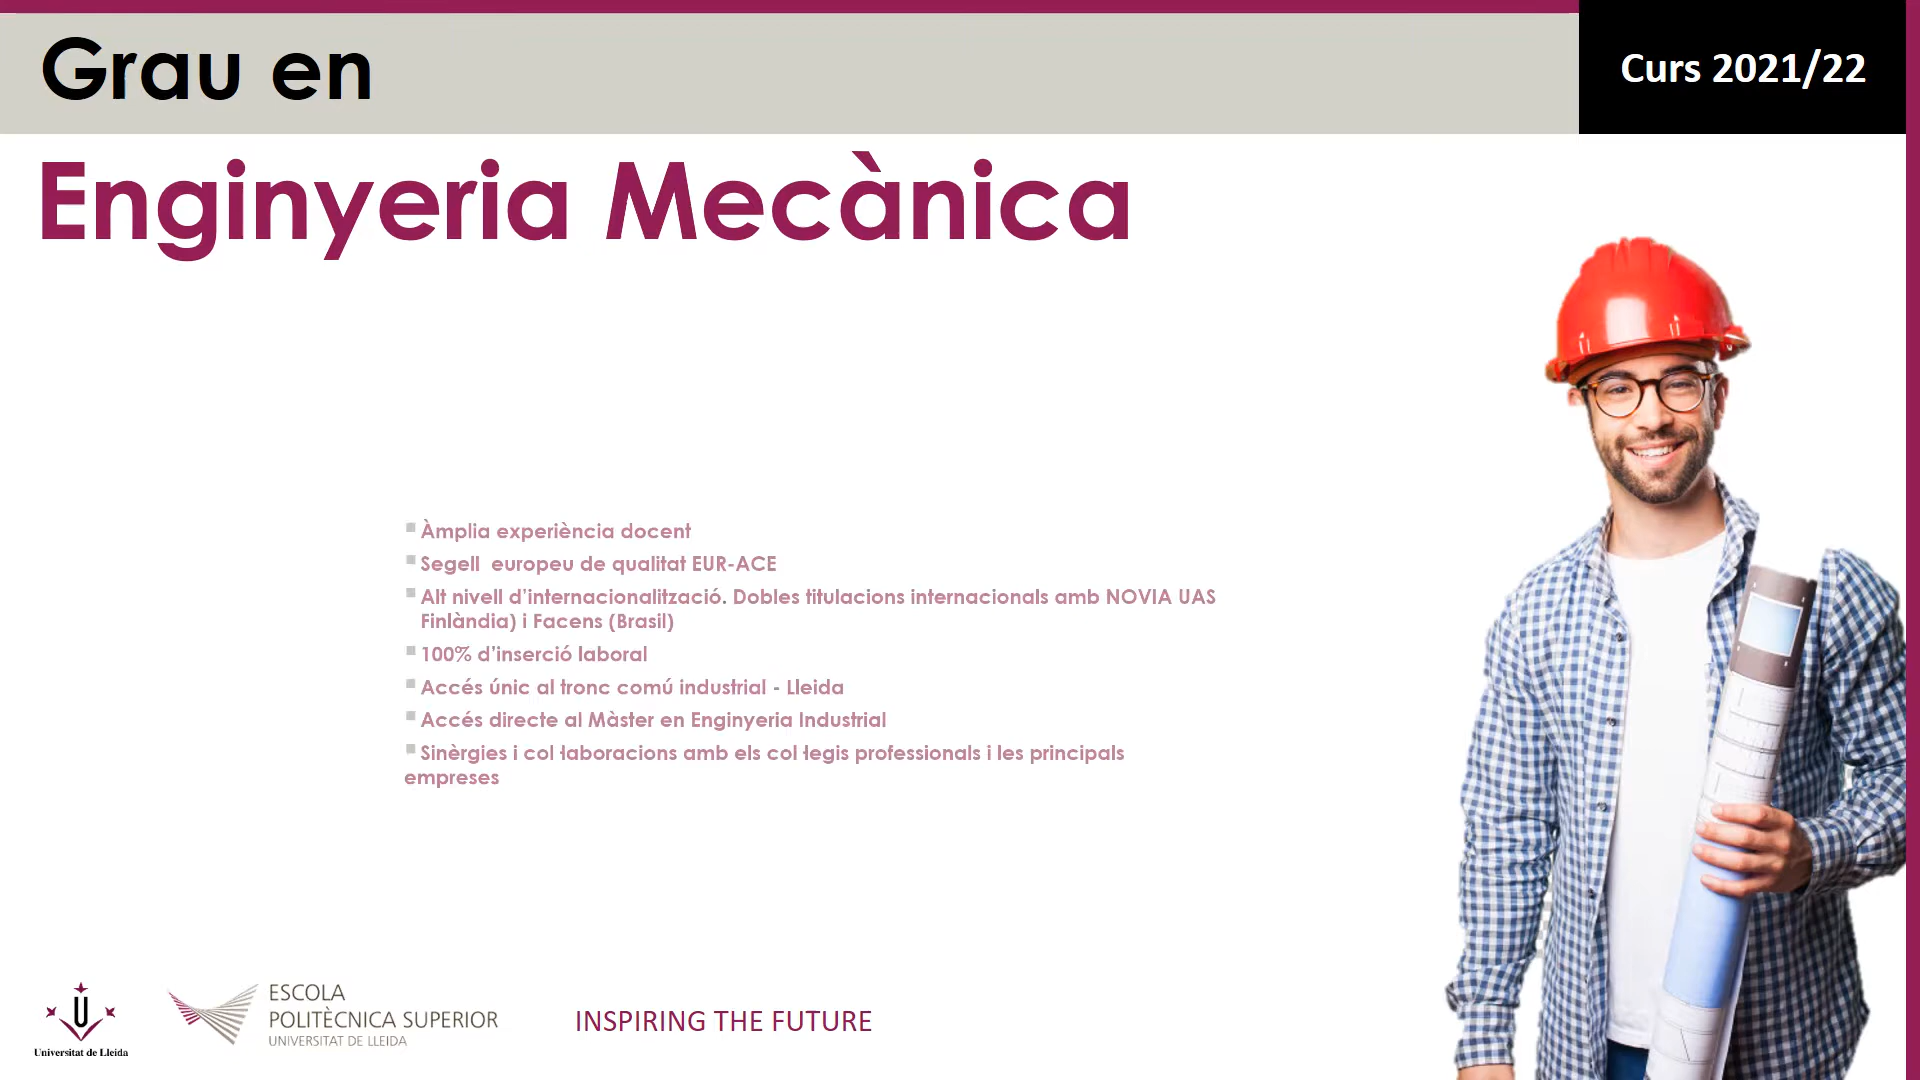 Grau en
Curs 2021/22
Enginyeria Mecànica
Àmplia experiència docent
Segell  europeu de qualitat EUR-ACE
Alt nivell d’internacionalització. Dobles titulacions internacionals amb NOVIA UAS
Finlàndia) i Facens (Brasil)
100% d’inserció laboral
Accés únic al tronc comú industrial - Lleida
Accés directe al Màster en Enginyeria Industrial
Sinèrgies i col·laboracions amb els col·legis professionals i les principals
empreses
Universitat de Lleida
ESCOLA
POLITÈCNICA SUPERIOR
UNIVERSITAT DE LLEIDA
INSPIRING THE FUTURE